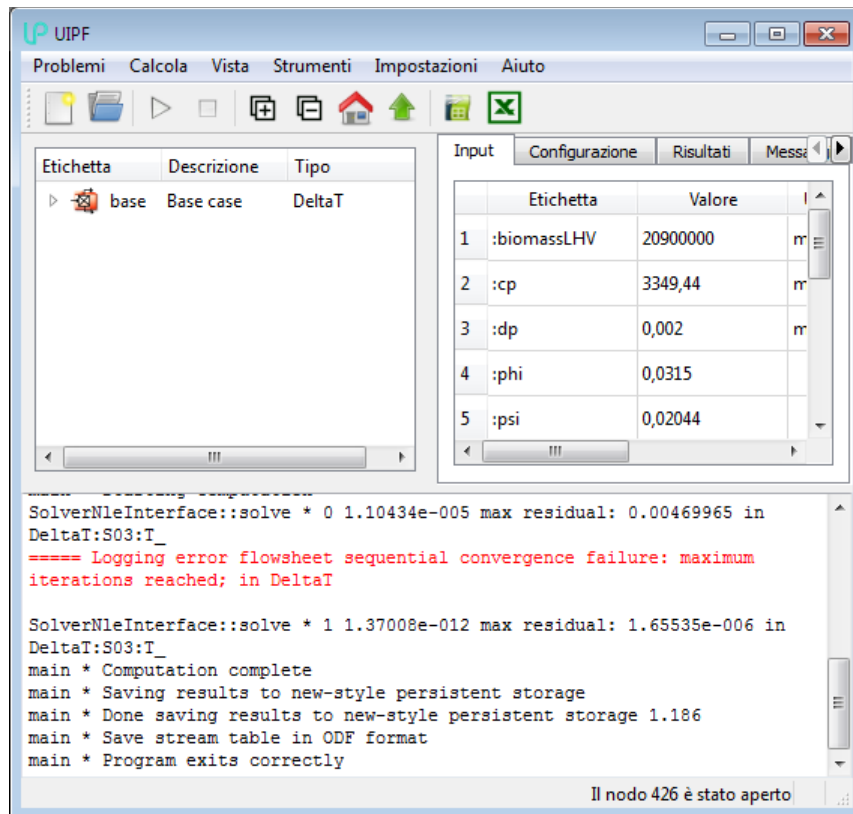 UIPF
Problemi Calcola Vista Strumenti Impostazioni Aiuto
Etichetta Descrizione Tipo
base Base case DeltaT
Input Configurazione Risultati
Etichetta Valore
1 :biomassLHV 20900000
2 :cp 3349,44
3 :dp 0,002
4 :phi 0,0315
5 :psi 0,02044
SolverNleInterface::solve * 0 1.10434e-005 max residual: 0.00469965 in
DeltaT:S03:T_
===== Logging error flowsheet sequential convergence failure: maximum
iterations reached; in DeltaT
SolverNleInterface::solve * 1 1.37008e-012 max residual: 1.65535e-006 in
DeltaT:S03:T_
main * Computation complete
main * Saving results to new-style persistent storage
main * Done saving results to new-style persistent storage 1.186
main * Save stream table in ODF format
main * Program exits correctly
Il nodo 426 è stato aperto